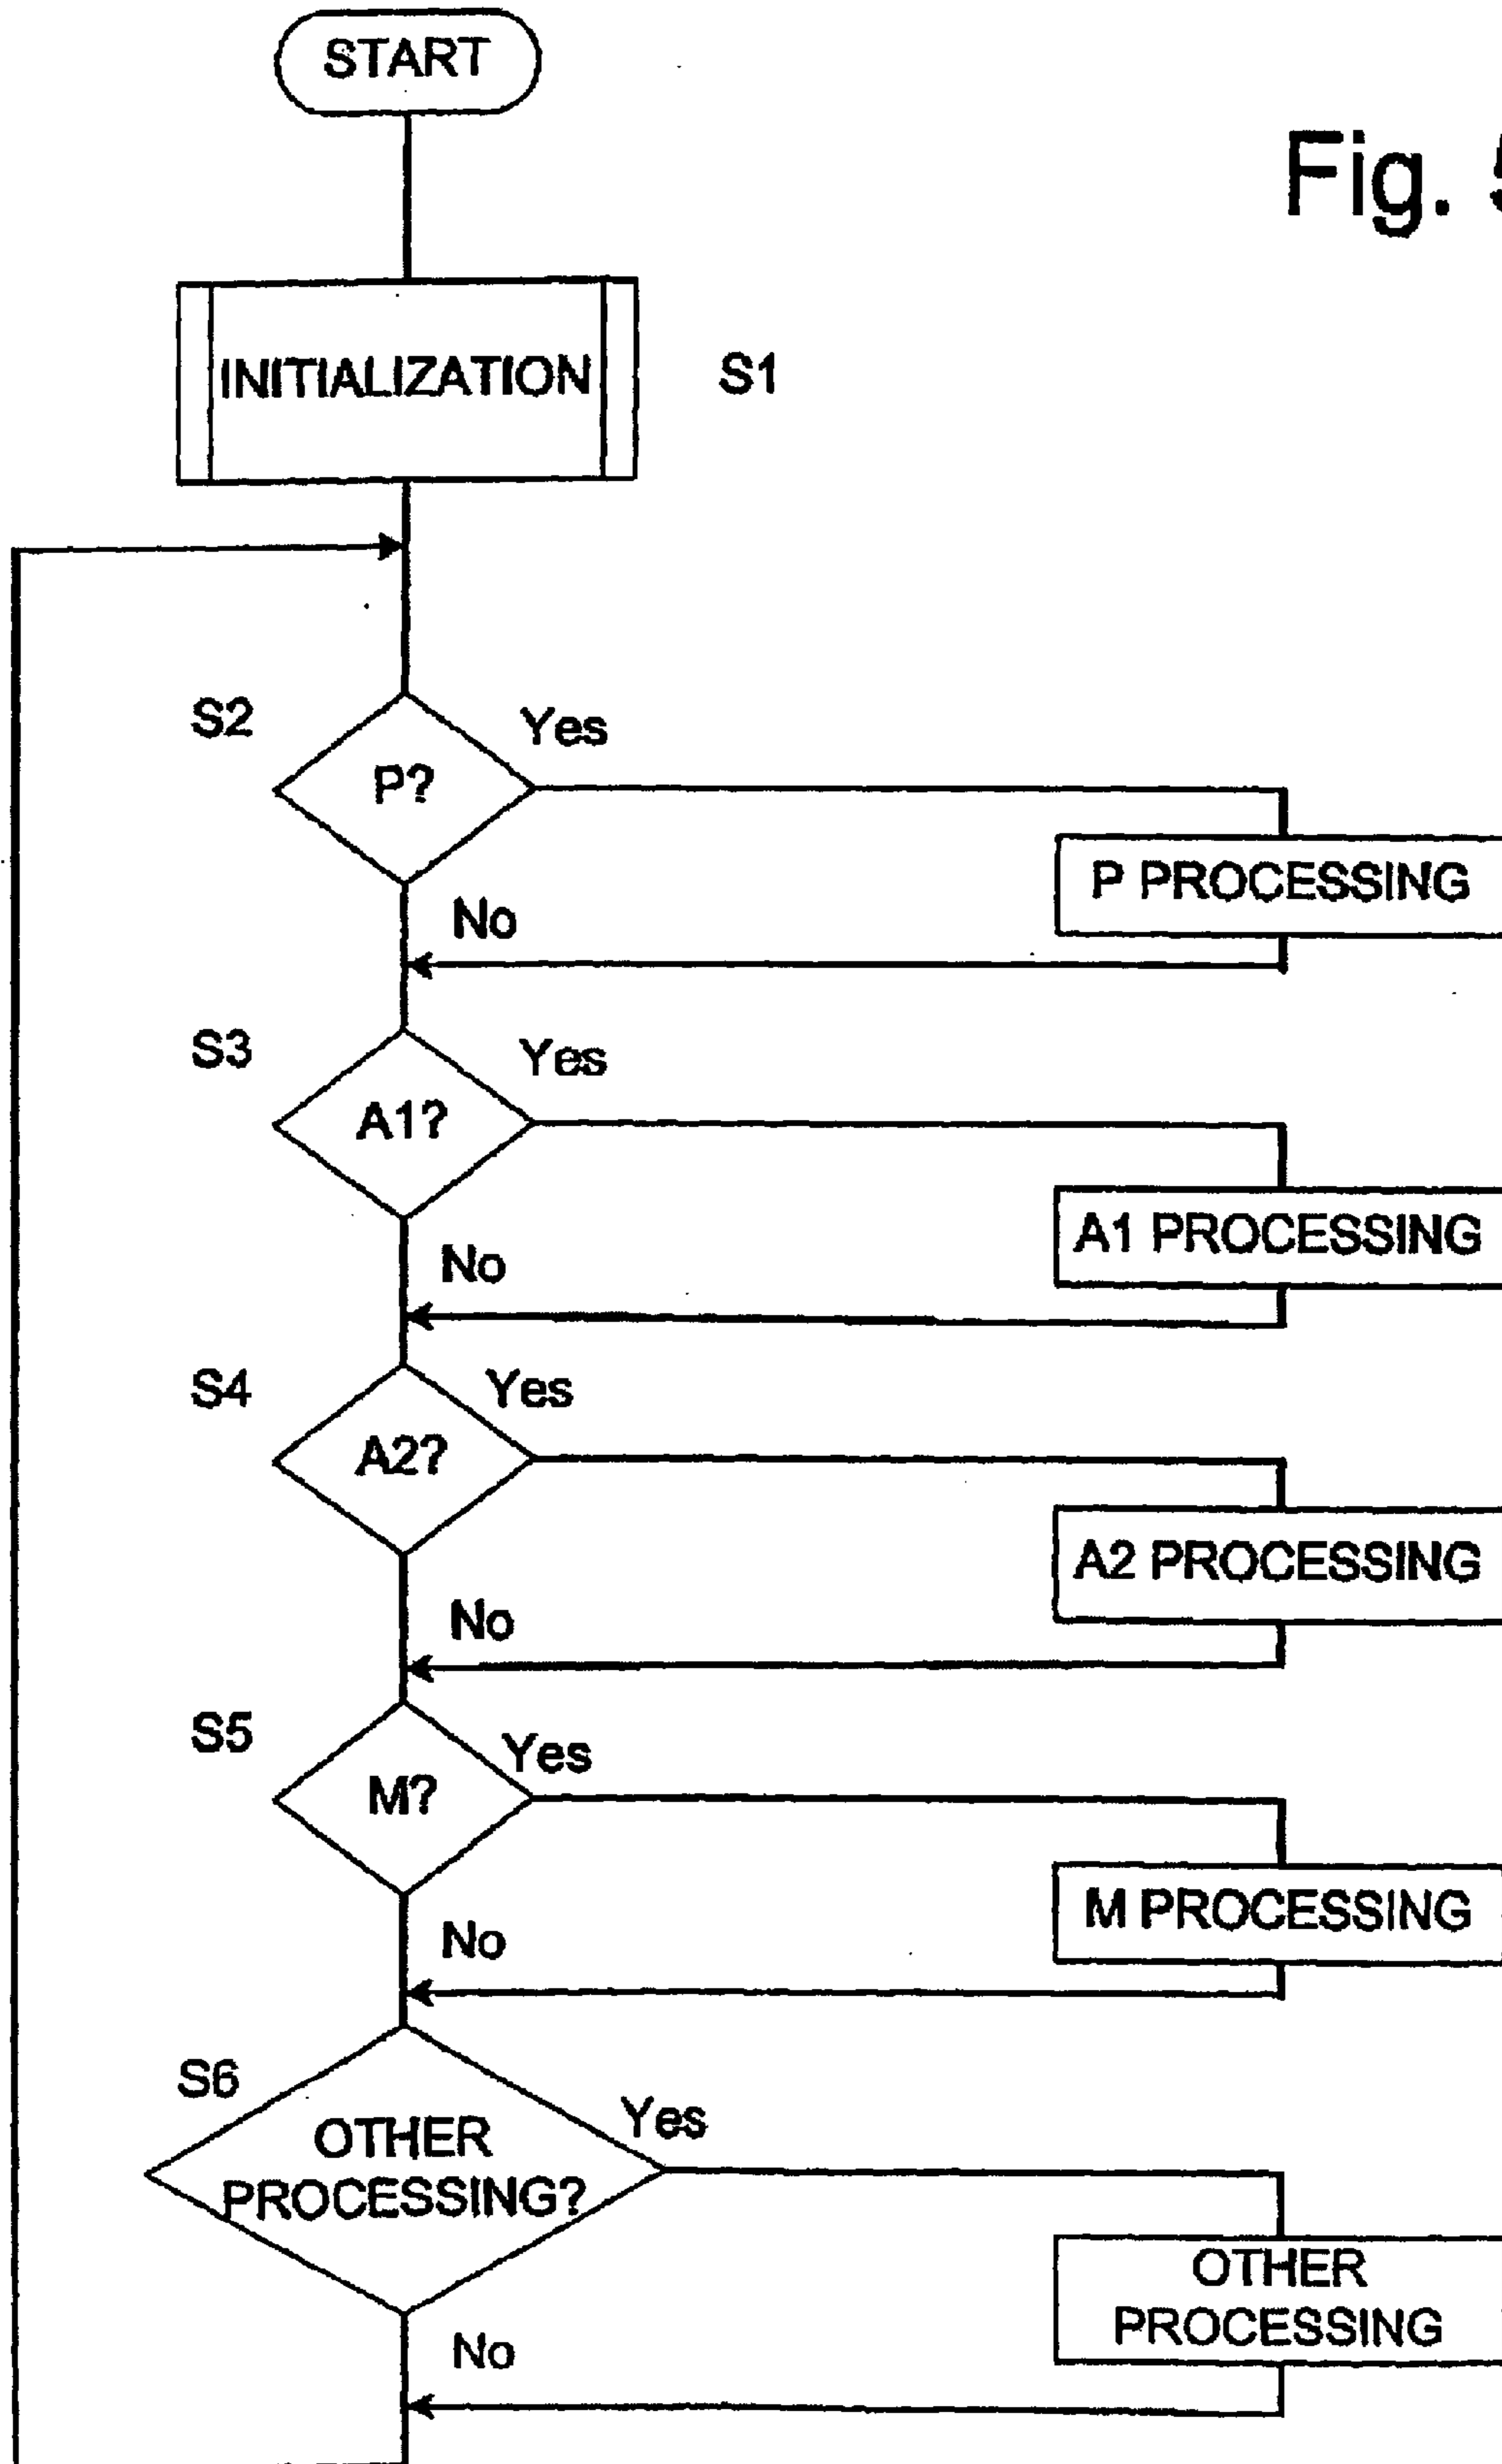 START
Fig. 5
INITIALIZATION
S1
S2
Yes
P?
P PROCESSING
No
S3
Yes
A1?
A1 PROCESSING
No
S4
Yes
A2?
A2 PROCESSING
No
S5
Yes
M?
M PROCESSING
No
S6
Yes
OTHER
PROCESSING?
OTHER
PROCESSING
No